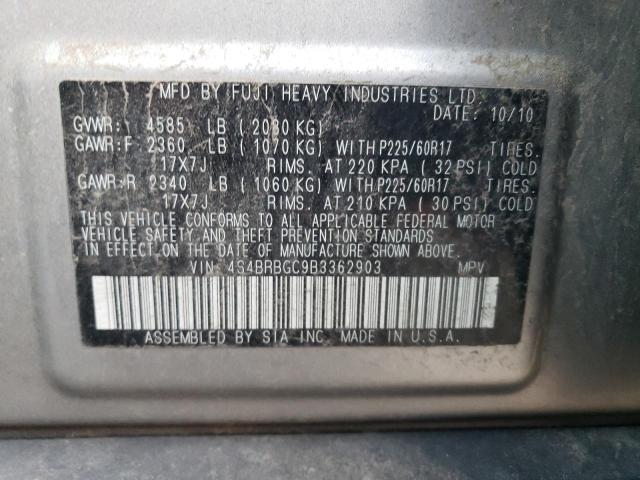 MFD BY FUJI HEAVY INDUSTRIES LTD.
DATE: 10/10
GVWR: 4585 LB (2080 KG)
GAWR:F 2360 LB (1070 KG) WITH P225/60R17 TIRES.
17X7J RIMS. AT 220 KPA (32 PSI) COLD
GAWR:R 2340 LB (1060 KG) WITH P225/60R17 TIRES.
17X7J RIMS. AT 210 KPA (30 PSI) COLD
THIS VEHICLE CONFORMS TO ALL APPLICABLE FEDERAL MOTOR
VEHICLE SAFETY AND THEFT PREVENTION STANDARDS
IN EFFECT ON THE DATE OF MANUFACTURE SHOWN ABOVE.
VIN: 4S4BRBGC9B3362903 MPV
ASSEMBLED BY SIA INC. MADE IN U.S.A.